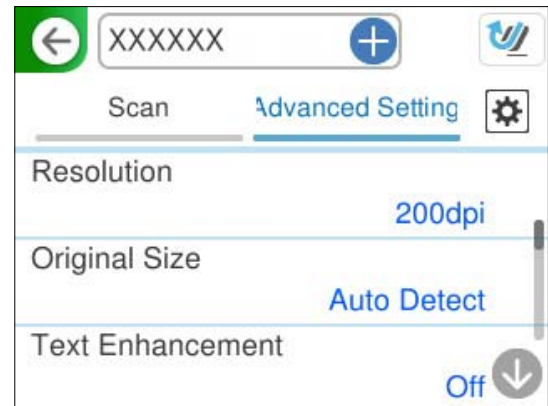 XXXXXX
Scan
Advanced Setting
Resolution
200dpi
Original Size
Auto Detect
Text Enhancement
Off